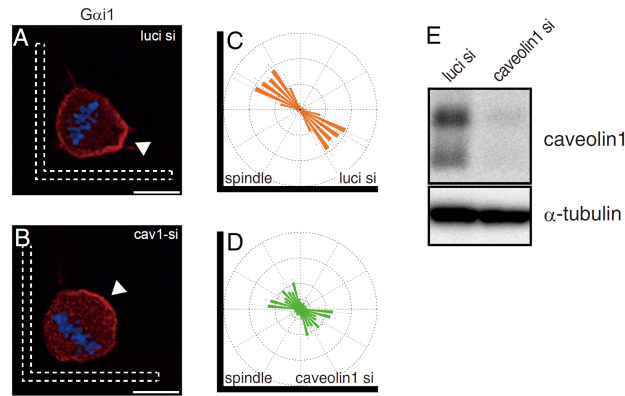 Gαi1
A
luci si
B
cav1-si
C
spindle
luci si
D
spindle
caveolin1 si
E
luci si
caveolin1 si
caveolin1
α-tubulin